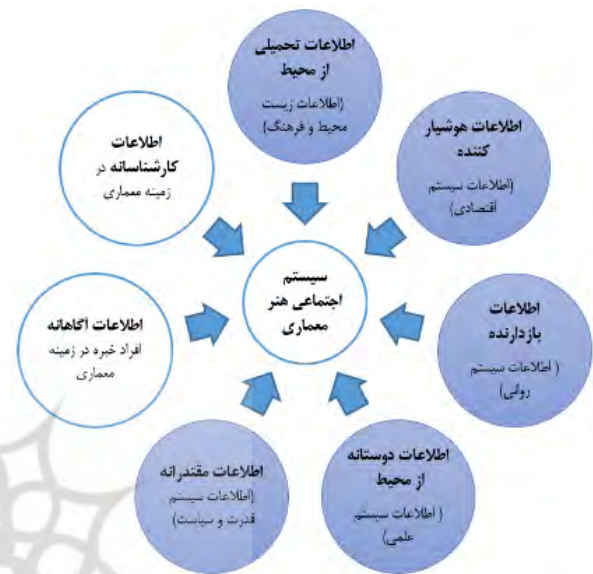 اطلاعات تحمیلی
از محیط
(اطلاعات زیست
محیط و فرهنگ)
اطلاعات هوشیار
کننده
(اطلاعات سیستم
اقتصادی)
اطلاعات
بازدارنده
( اطلاعات سیستم
روانی)
اطلاعات دوستانه
از محیط
( اطلاعات سیستم
علمی)
اطلاعات مقتدرانه
(اطلاعات سیستم
قدرت و سیاست)
اطلاعات آگاهانه
افراد خبره در زمینه
معماری
اطلاعات
کارشناسانه در
زمینه معماری
سیستم
اجتماعی هنر
معماری